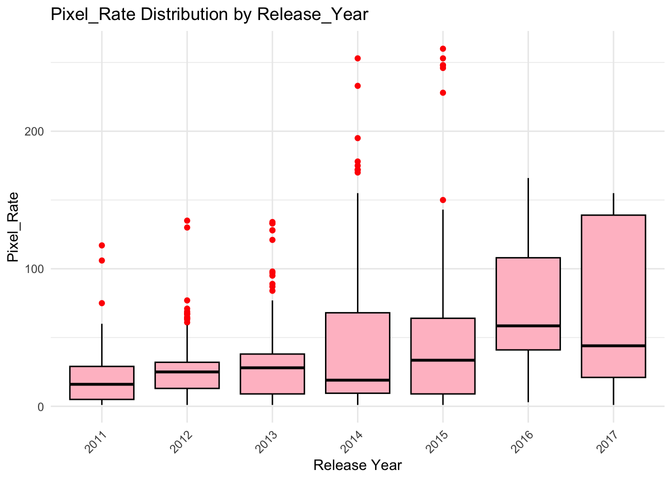 Pixel_Rate Distribution by Release_Year
Pixel_Rate
200
100
0
2011 2012 2013 2014 2015 2016 2017
Release Year